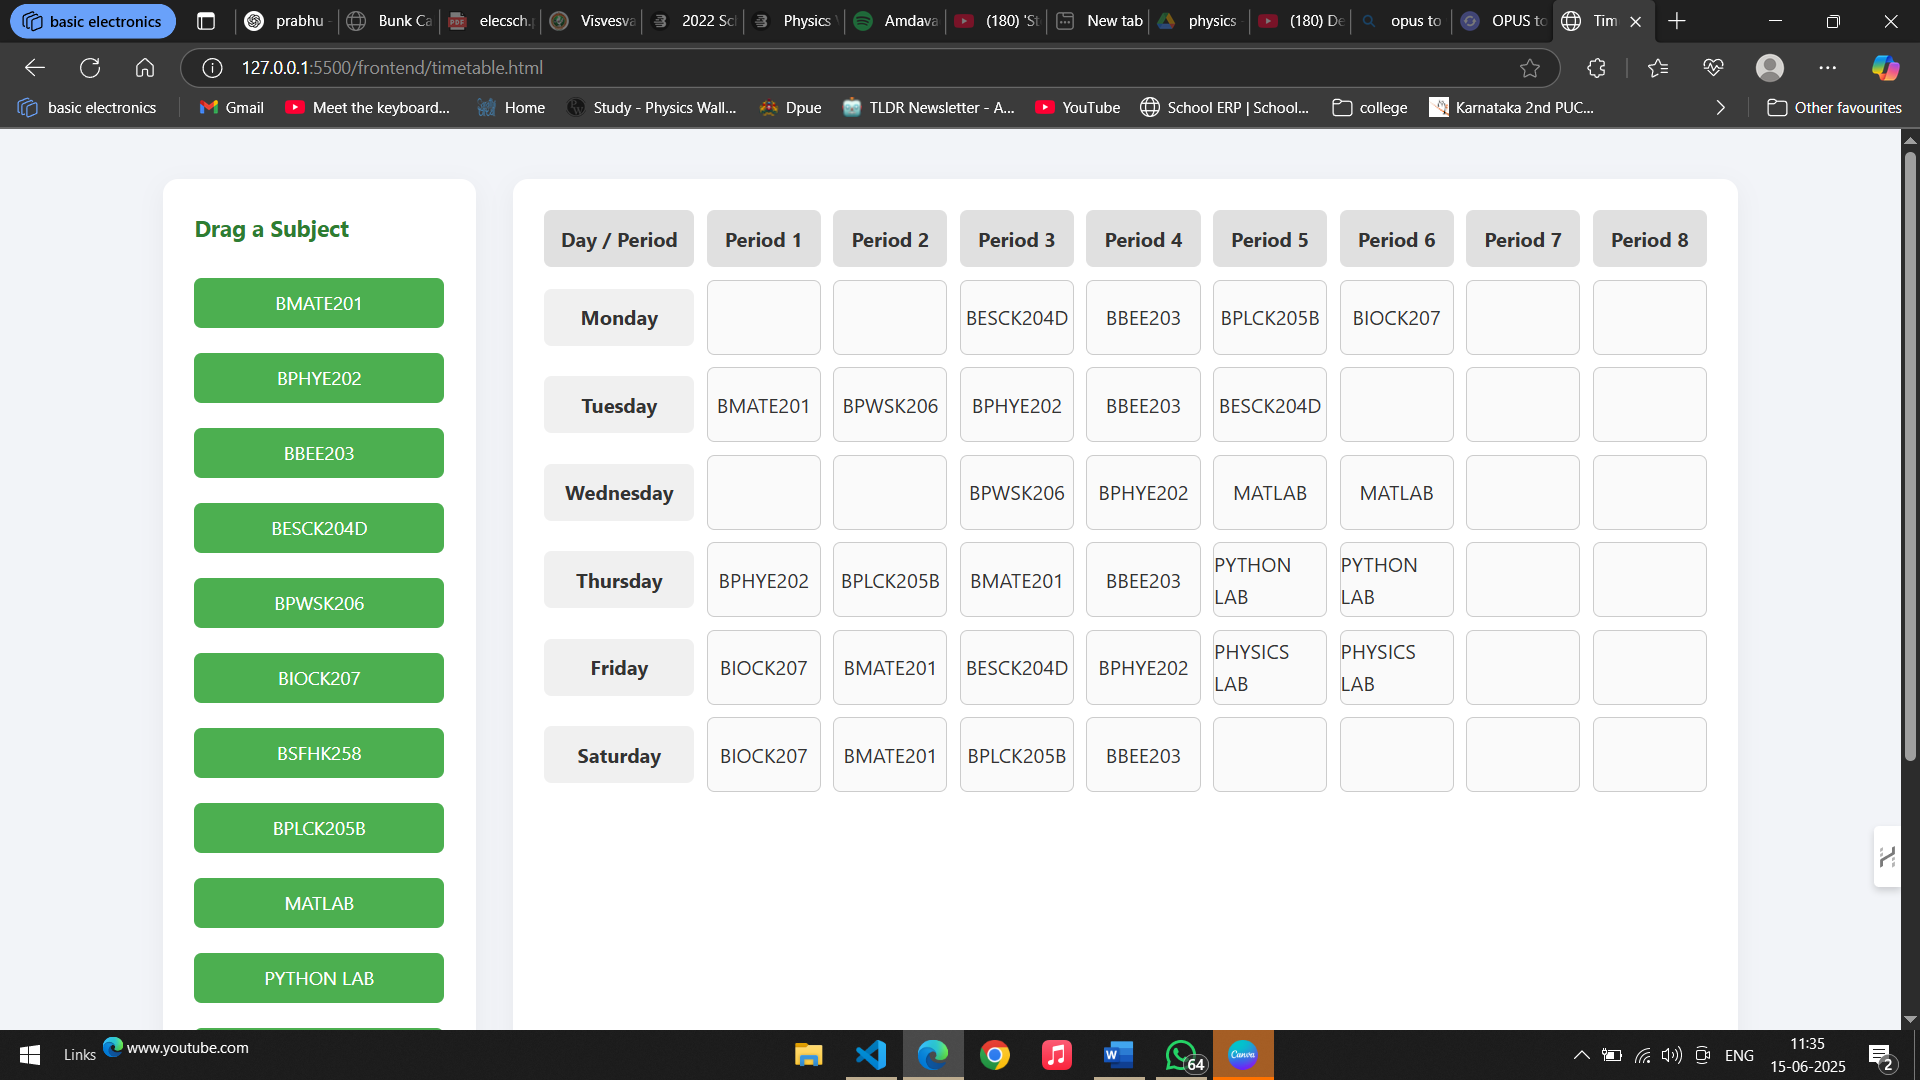 basic electronics
prabhu -
Bunk Ca
elecsch.p
Visvesva
2022 Sch
Physics V
Amdava
(180) 'St
New tab
physics -
(180) De
opus to
OPUS to
Tim
127.0.0.1:5500/frontend/timetable.html
basic electronics
Gmail
Meet the keyboard...
Home
Study - Physics Wall...
Dpue
TLDR Newsletter - A...
YouTube
School ERP | School...
college
Karnataka 2nd PUC...
Other favourites
Drag a Subject
BMATE201
BPHYE202
BBEE203
BESCK204D
BPWSK206
BIOCK207
BSFHK258
BPLCK205B
MATLAB
PYTHON LAB
Day / Period Period 1 Period 2 Period 3 Period 4 Period 5 Period 6 Period 7 Period 8
Monday BESCK204D BBEE203 BPLCK205B BIOCK207
Tuesday BMATE201 BPWSK206 BPHYE202 BBEE203 BESCK204D
Wednesday BPWSK206 BPHYE202 MATLAB MATLAB
Thursday BPHYE202 BPLCK205B BMATE201 BBEE203 PYTHON LAB PYTHON LAB
Friday BIOCK207 BMATE201 BESCK204D BPHYE202 PHYSICS LAB PHYSICS LAB
Saturday BIOCK207 BMATE201 BPLCK205B BBEE203
Links
www.youtube.com
64
Canva
ENG
11:35
15-06-2025
2